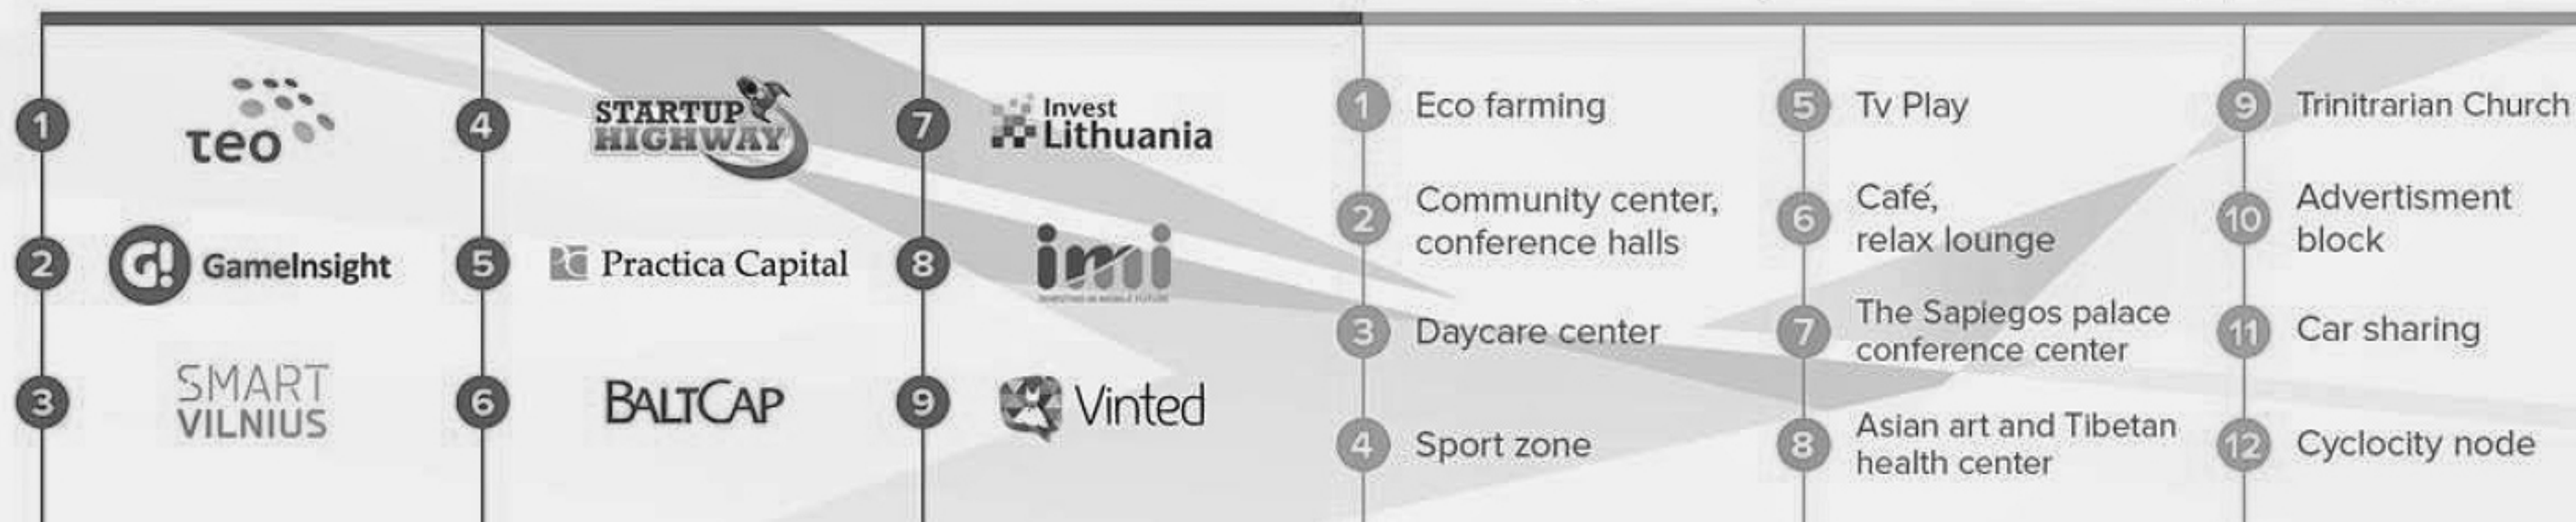 1
teo
2
G! GameInsight
3
SMART
VILNIUS
4
STARTUP
HIGHWAY
5
PC Practica Capital
6
BALTCAP
7
Invest
Lithuania
8
imi
9
Vinted
1 Eco farming
2 Community center,
conference halls
3 Daycare center
4 Sport zone
5 Tv Play
6 Café,
relax lounge
7 The Sapiegos palace
conference center
8 Asian art and Tibetan
health center
9 Trinitrarian Church
10 Advertisment
block
11 Car sharing
12 Cyclocity node